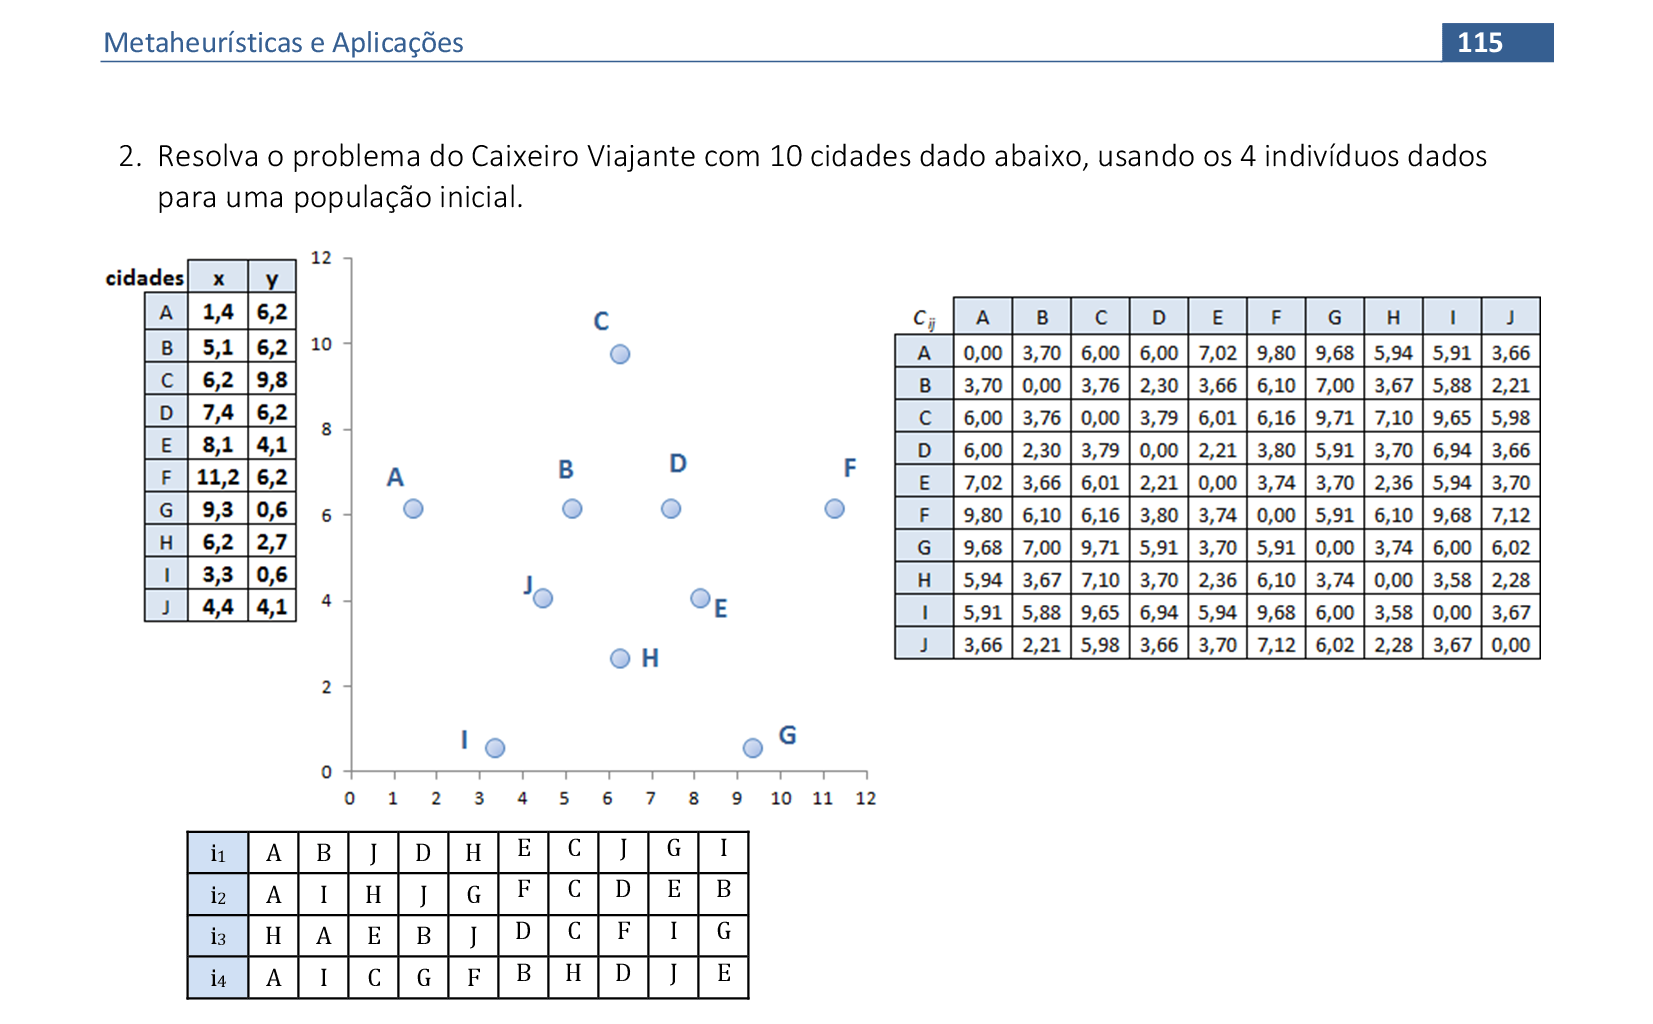 Metaheurísticas e Aplicações 115
2. Resolva o problema do Caixeiro Viajante com 10 cidades dado abaixo, usando os 4 indivíduos dados
para uma população inicial.
cidades x y
A 1,4 6,2
B 5,1 6,2
C 6,2 9,8
D 7,4 6,2
E 8,1 4,1
F 11,2 6,2
G 9,3 0,6
H 6,2 2,7
I 3,3 0,6
J 4,4 4,1
12
10
8
6
4
2
0
0 1 2 3 4 5 6 7 8 9 10 11 12
C
A
B
D
F
J
E
H
I
G
Cij A B C D E F G H I J
A 0,00 3,70 6,00 6,00 7,02 9,80 9,68 5,94 5,91 3,66
B 3,70 0,00 3,76 2,30 3,66 6,10 7,00 3,67 5,88 2,21
C 6,00 3,76 0,00 3,79 6,01 6,16 9,71 7,10 9,65 5,98
D 6,00 2,30 3,79 0,00 2,21 3,80 5,91 3,70 6,94 3,66
E 7,02 3,66 6,01 2,21 0,00 3,74 3,70 2,36 5,94 3,70
F 9,80 6,10 6,16 3,80 3,74 0,00 5,91 6,10 9,68 7,12
G 9,68 7,00 9,71 5,91 3,70 5,91 0,00 3,74 6,00 6,02
H 5,94 3,67 7,10 3,70 2,36 6,10 3,74 0,00 3,58 2,28
I 5,91 5,88 9,65 6,94 5,94 9,68 6,00 3,58 0,00 3,67
J 3,66 2,21 5,98 3,66 3,70 7,12 6,02 2,28 3,67 0,00
i1 A B J D H E C J G I
i2 A I H J G F C D E B
i3 H A E B J D C F I G
i4 A I C G F B H D J E